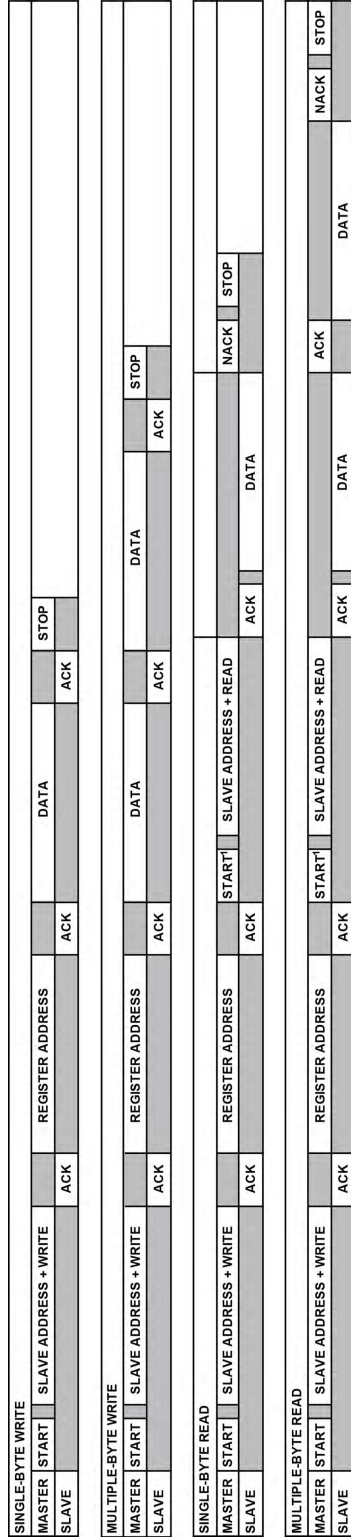 SINGLE-BYTE WRITE
MASTER START SLAVE ADDRESS + WRITE REGISTER ADDRESS DATA STOP
SLAVE ACK ACK ACK
MULTIPLE-BYTE WRITE
MASTER START SLAVE ADDRESS + WRITE REGISTER ADDRESS DATA DATA STOP
SLAVE ACK ACK ACK ACK
SINGLE-BYTE READ
MASTER START SLAVE ADDRESS + WRITE REGISTER ADDRESS START¹ SLAVE ADDRESS + READ NACK STOP
SLAVE ACK ACK ACK DATA
MULTIPLE-BYTE READ
MASTER START SLAVE ADDRESS + WRITE REGISTER ADDRESS START¹ SLAVE ADDRESS + READ ACK NACK STOP
SLAVE ACK ACK ACK DATA DATA